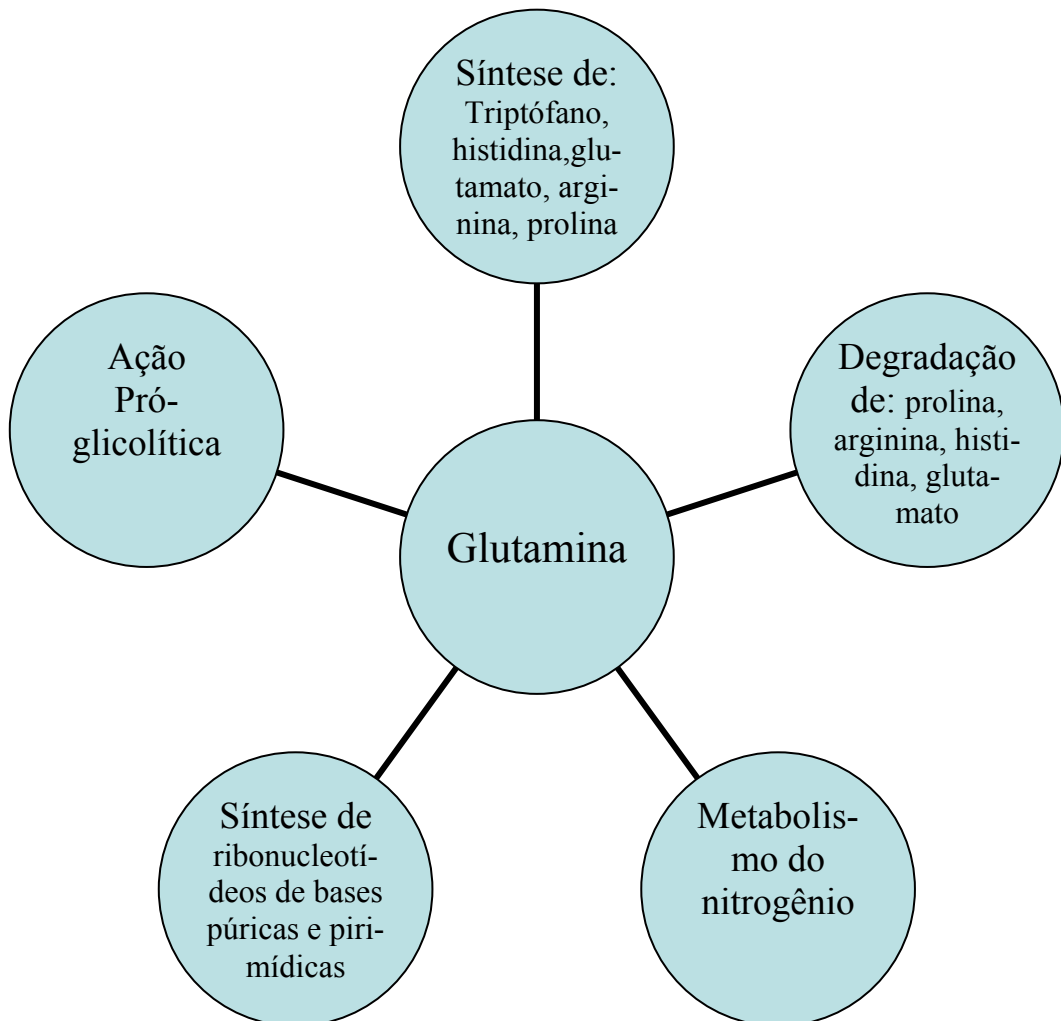 Síntese de:
Triptófano,
histidina,glu-
tamato, argi-
nina, prolina
Ação
Pró-
glicolítica
Degradação
de: prolina,
arginina, histi-
dina, gluta-
mato
Glutamina
Síntese de
ribonucleotí-
deos de bases
púricas e piri-
mídicas
Metabolis-
mo do
nitrogênio